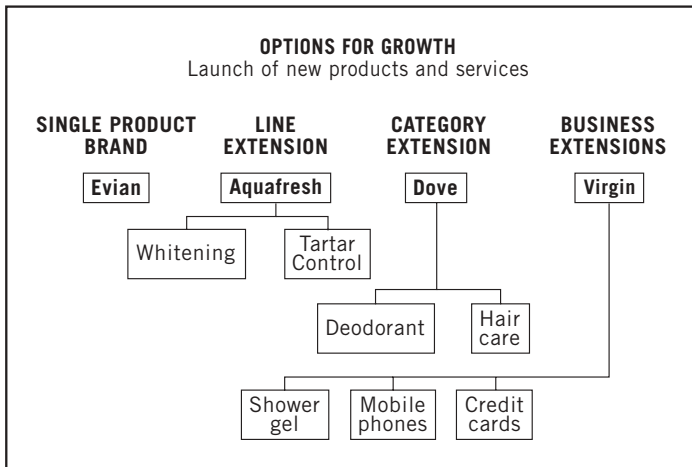 OPTIONS FOR GROWTH
Launch of new products and services
SINGLE PRODUCT
BRAND
LINE
EXTENSION
CATEGORY
EXTENSION
BUSINESS
EXTENSIONS
Evian
Aquafresh
Dove
Virgin
Whitening
Tartar
Control
Deodorant
Hair
care
Shower
gel
Mobile
phones
Credit
cards